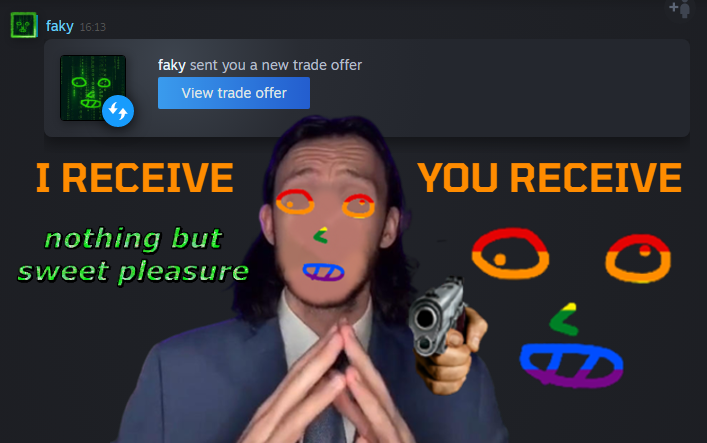 faky 16:13
faky sent you a new trade offer
View trade offer
I RECEIVE
YOU RECEIVE
nothing but
sweet pleasure